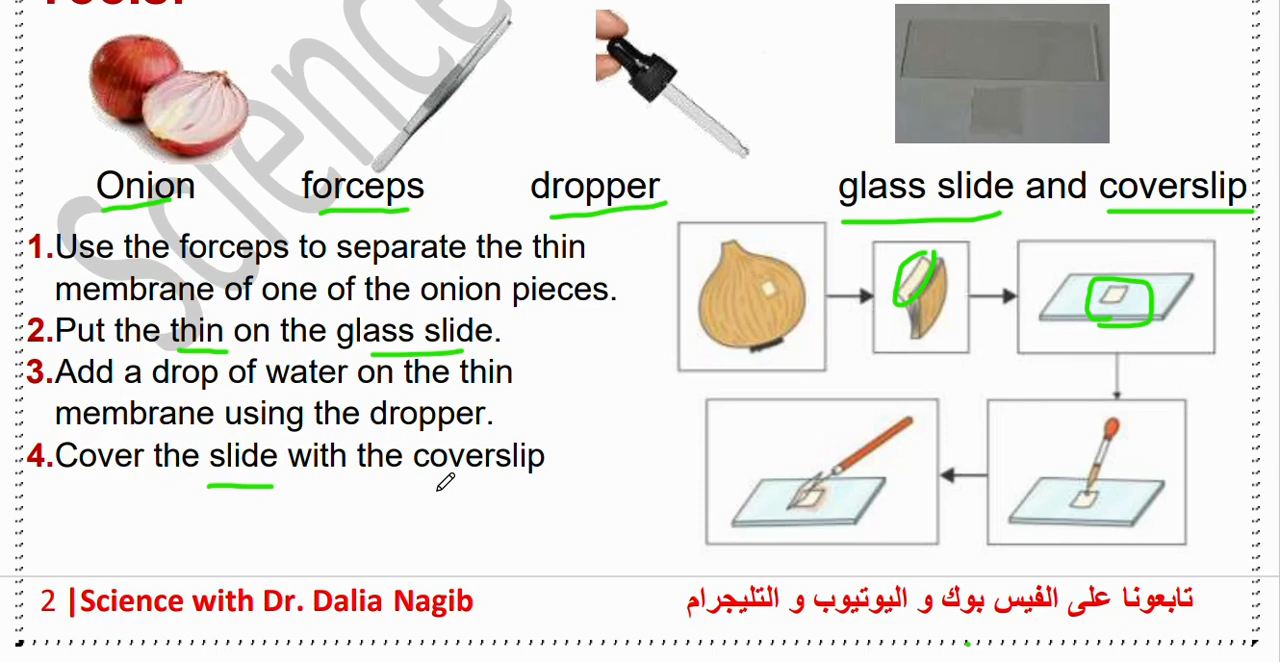 Science
Onion forceps dropper glass slide and coverslip
1.Use the forceps to separate the thin
membrane of one of the onion pieces.
2.Put the thin on the glass slide.
3.Add a drop of water on the thin
membrane using the dropper.
4.Cover the slide with the coverslip
2 |Science with Dr. Dalia Nagib
تابعونا على الفيس بوك و اليوتيوب و التليجرام